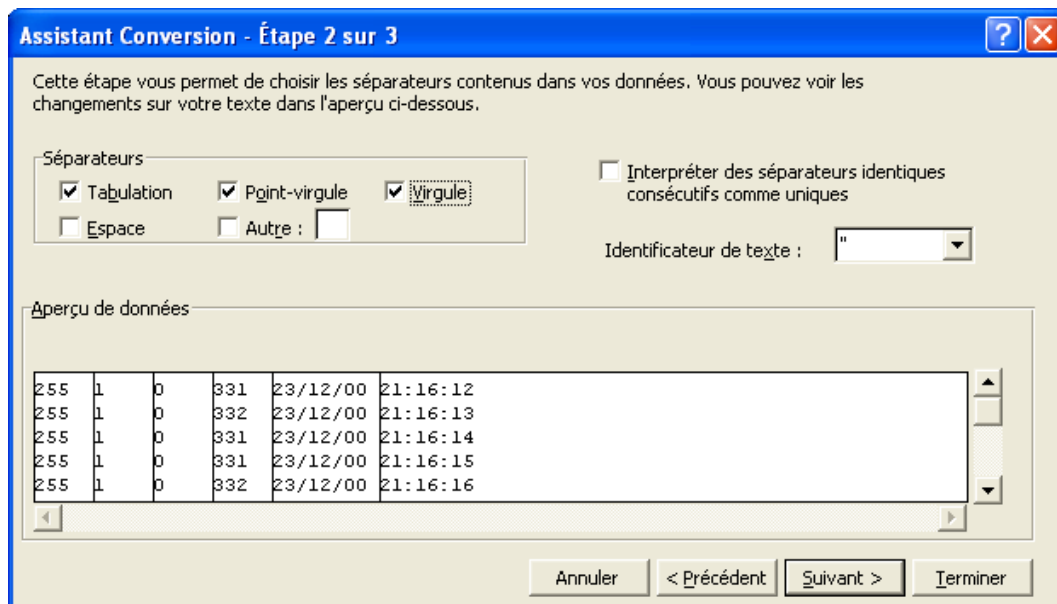 Assistant Conversion - Étape 2 sur 3
Cette étape vous permet de choisir les séparateurs contenus dans vos données. Vous pouvez voir les
changements sur votre texte dans l'aperçu ci-dessous.
Séparateurs
Tabulation Point-virgule Virgule
Espace Autre :
Interpréter des séparateurs identiques
consécutifs comme uniques
Identificateur de texte : "
Aperçu de données
255 1 0 331 23/12/00 21:16:12
255 1 0 332 23/12/00 21:16:13
255 1 0 331 23/12/00 21:16:14
255 1 0 331 23/12/00 21:16:15
255 1 0 332 23/12/00 21:16:16
Annuler < Précédent Suivant > Terminer